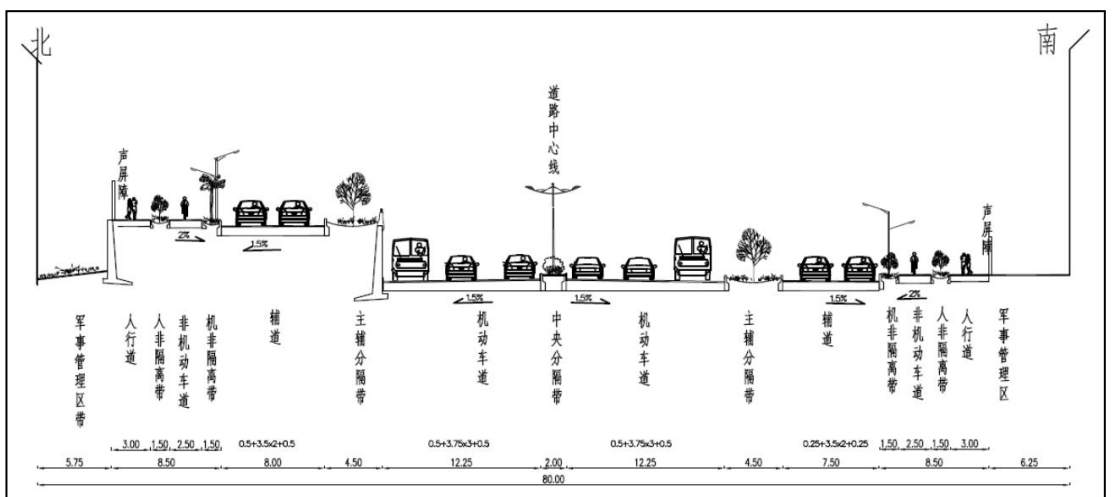 北
南
道路中心线
声屏障
声屏障
2%
1.5%
1.5%
1.5%
1.5%
2%
军事管理区带
人行道
人非隔离带
非机动车道
机非隔离带
辅道
主辅分隔带
机动车道
中央分隔带
机动车道
主辅分隔带
辅道
机非隔离带
非机动车道
人非隔离带
人行道
军事管理区
3.00 1.50 2.50 1.50 0.5+3.5x2+0.5 0.5+3.75x3+0.5 0.5+3.75x3+0.5 0.25+3.5x2+0.25 1.50 2.50 1.50 3.00
5.75 8.50 8.00 4.50 12.25 2.00 12.25 4.50 7.50 8.50 6.25
80.00